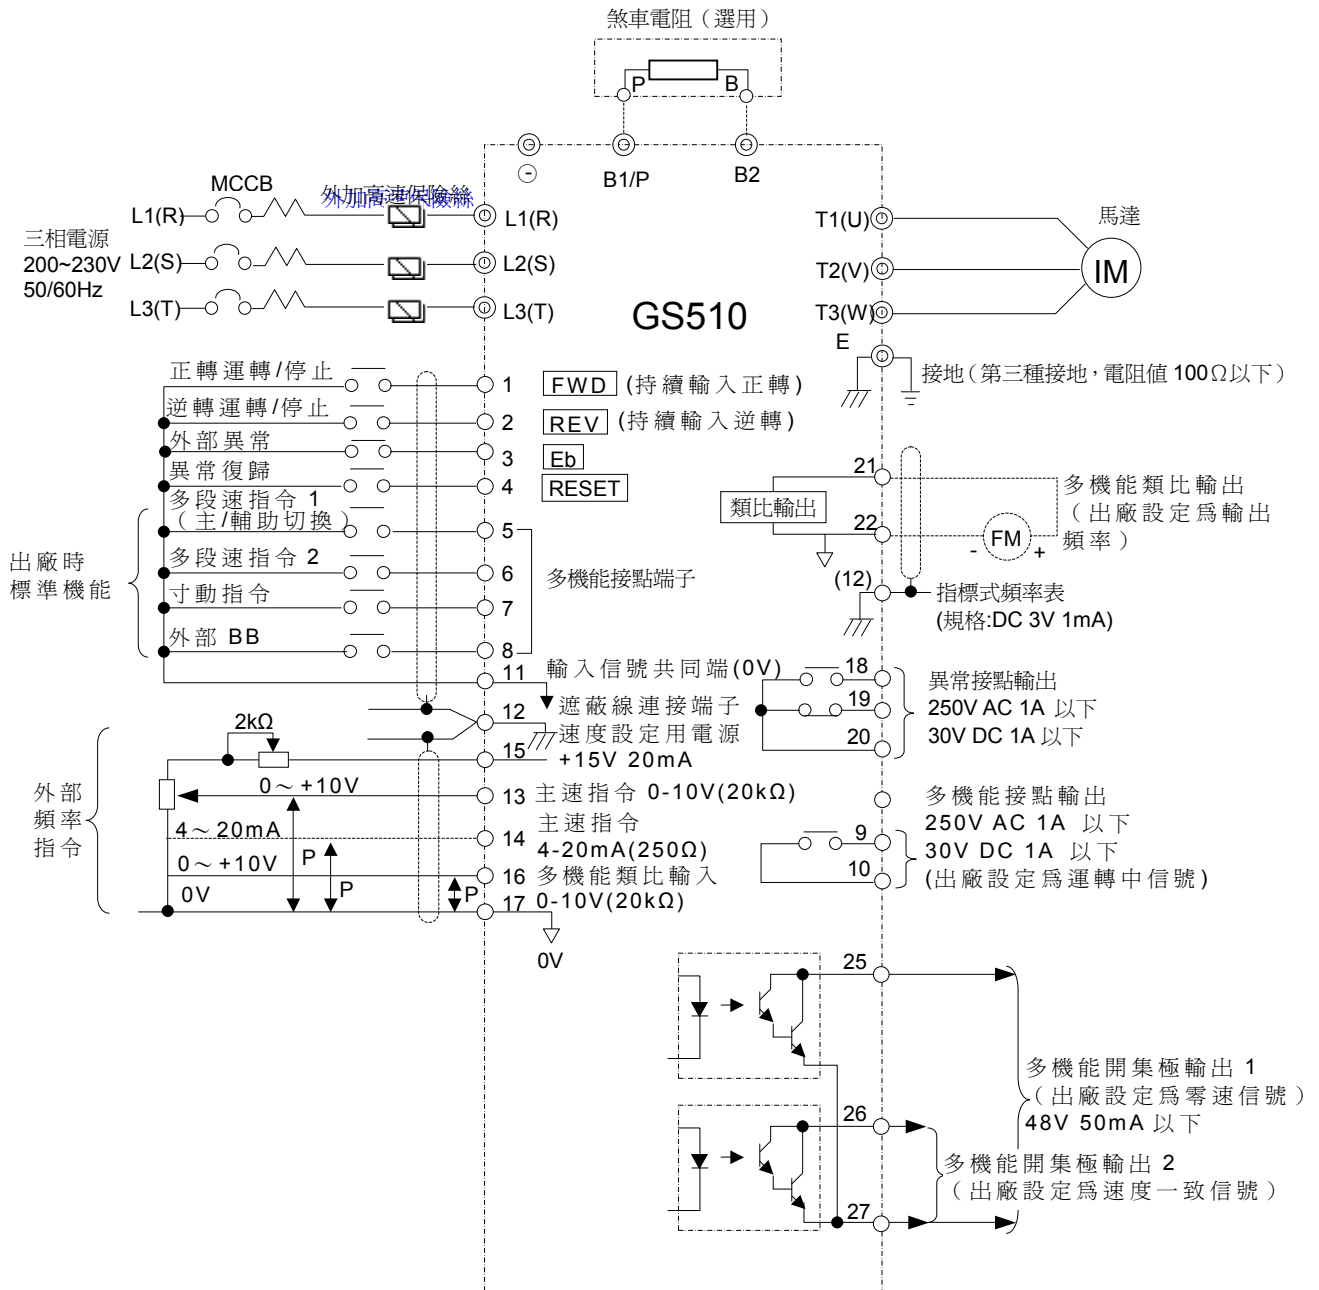 煞車電阻（選用）
P
B
⊖
B1/P
B2
MCCB
外加高速保險絲
L1(R)
L1(R)
T1(U)
馬達
三相電源
200~230V
50/60Hz
L2(S)
L2(S)
T2(V)
IM
L3(T)
L3(T)
GS510
T3(W)
E
接地（第三種接地，電阻值 100Ω以下）
正轉運轉/停止
1
FWD (持續輸入正轉)
逆轉運轉/停止
2
REV (持續輸入逆轉)
外部異常
3
Eb
異常復歸
4
RESET
多段速指令 1
（主/輔助切換）
5
多段速指令 2
6
出廠時
標準機能
多機能接點端子
寸動指令
7
外部 BB
8
11
輸入信號共同端(0V)
12
遮蔽線連接端子
速度設定用電源
15
+15V 20mA
2kΩ
外部
頻率
指令
0～+10V
13
主速指令 0-10V(20kΩ)
主速指令
4～20mA
14
4-20mA(250Ω)
P
0～+10V
16
多機能類比輸入
P
P
0V
17
0-10V(20kΩ)
0V
21
類比輸出
22
多機能類比輸出
（出廠設定爲輸出
頻率）
-
FM
+
(12)
指標式頻率表
(規格:DC 3V 1mA)
18
19
20
異常接點輸出
250V AC 1A 以下
30V DC 1A 以下
多機能接點輸出
250V AC 1A 以下
9
30V DC 1A 以下
10
(出廠設定爲運轉中信號)
25
多機能開集極輸出 1
（出廠設定爲零速信號）
48V 50mA 以下
26
多機能開集極輸出 2
（出廠設定爲速度一致信號）
27